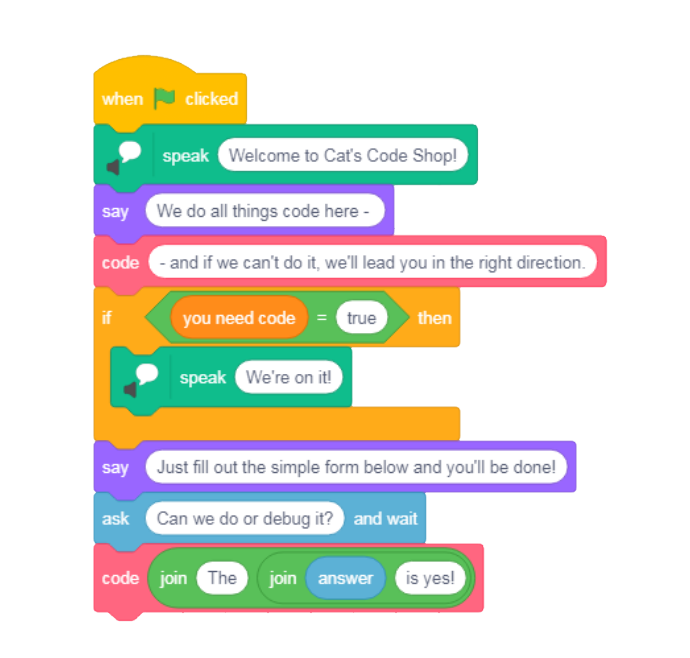 when clicked
speak Welcome to Cat's Code Shop!
say We do all things code here -
code - and if we can't do it, we'll lead you in the right direction.
if you need code = true then
speak We're on it!
say Just fill out the simple form below and you'll be done!
ask Can we do or debug it? and wait
code join The join answer is yes!